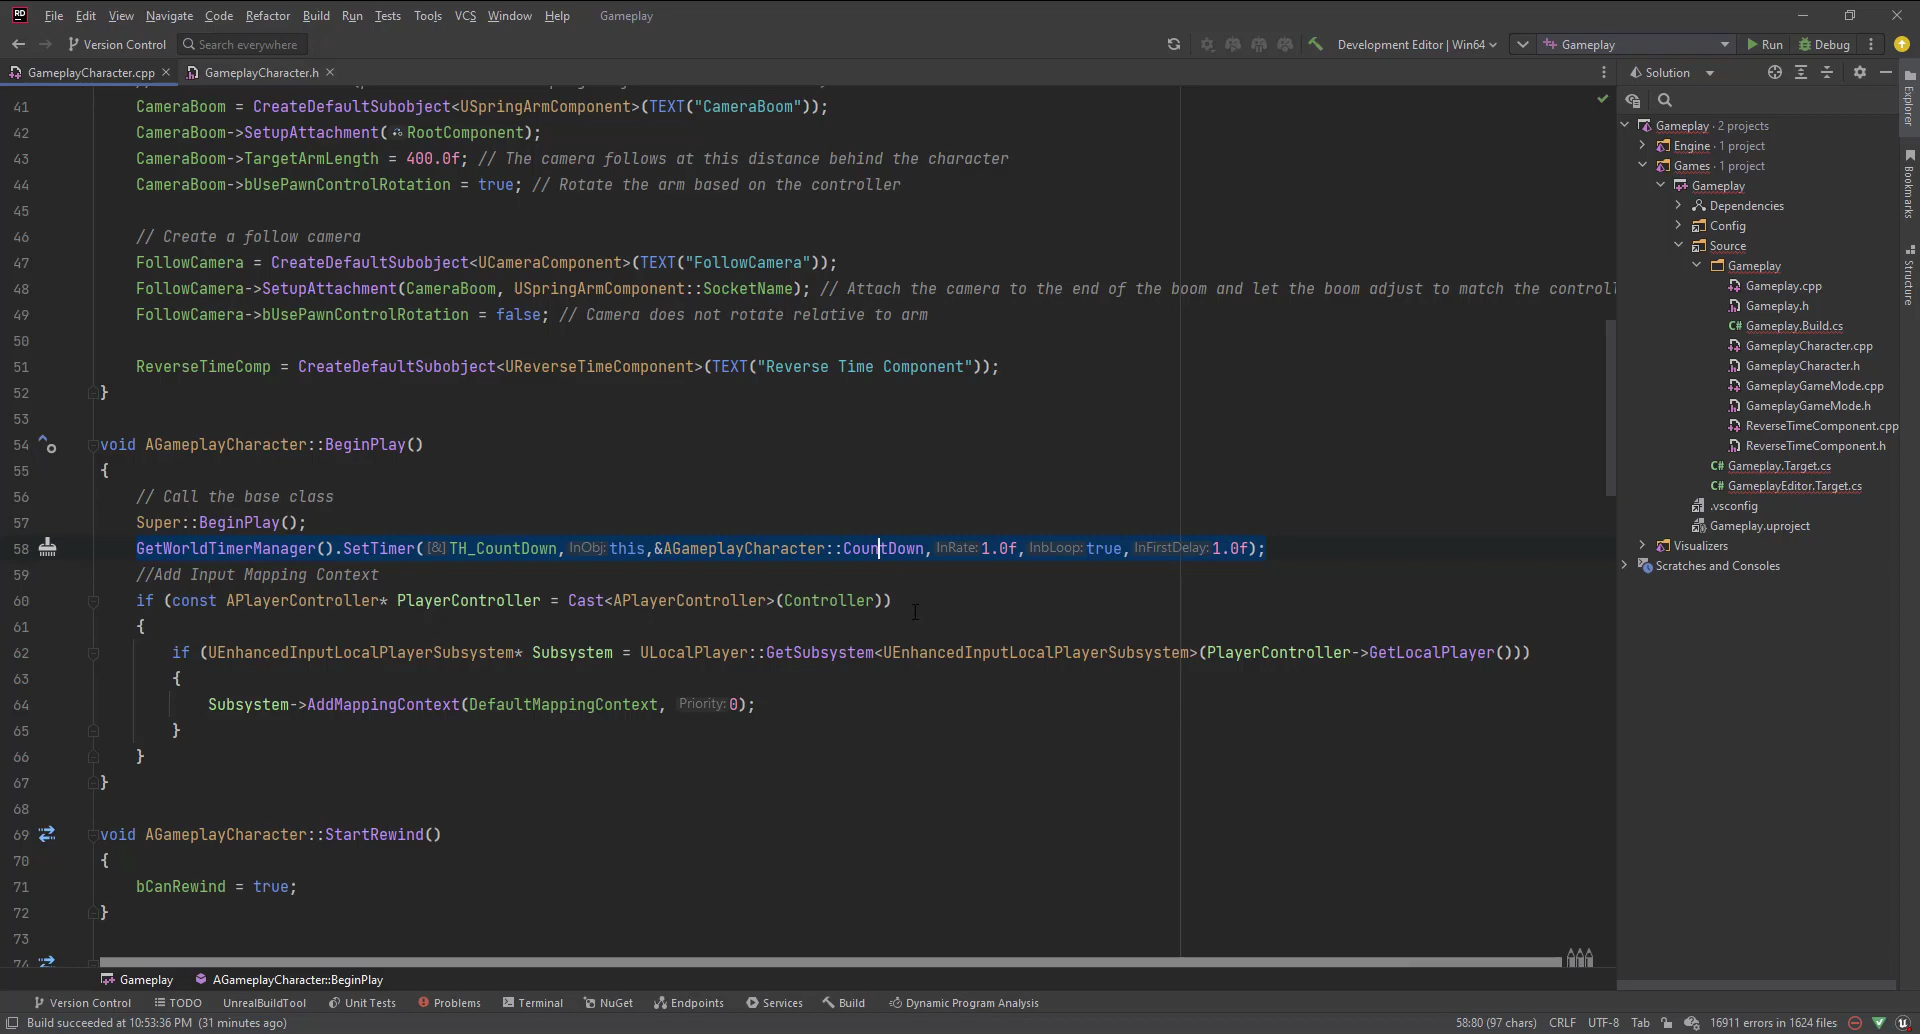 RD File Edit View Navigate Code Refactor Build Run Tests Tools VCS Window Help Gameplay
Version Control Search everywhere Development Editor | Win64 Gameplay Run Debug
GameplayCharacter.cpp GameplayCharacter.h Solution
41 CameraBoom = CreateDefaultSubobject<USpringArmComponent>(TEXT("CameraBoom"));
42 CameraBoom->SetupAttachment(RootComponent);
43 CameraBoom->TargetArmLength = 400.0f; // The camera follows at this distance behind the character
44 CameraBoom->bUsePawnControlRotation = true; // Rotate the arm based on the controller
45
46 // Create a follow camera
47 FollowCamera = CreateDefaultSubobject<UCameraComponent>(TEXT("FollowCamera"));
48 FollowCamera->SetupAttachment(CameraBoom, USpringArmComponent::SocketName); // Attach the camera to the end of the boom and let the boom adjust to match the controll
49 FollowCamera->bUsePawnControlRotation = false; // Camera does not rotate relative to arm
50
51 ReverseTimeComp = CreateDefaultSubobject<UReverseTimeComponent>(TEXT("Reverse Time Component"));
52 }
53
54 void AGameplayCharacter::BeginPlay()
55 {
56 // Call the base class
57 Super::BeginPlay();
58 GetWorldTimerManager().SetTimer([&]TH_CountDown,InObj:this,&AGameplayCharacter::CountDown,InRate:1.0f,InbLoop:true,InFirstDelay:1.0f);
59 //Add Input Mapping Context
60 if (const APlayerController* PlayerController = Cast<APlayerController>(Controller))
61 {
62 if (UEnhancedInputLocalPlayerSubsystem* Subsystem = ULocalPlayer::GetSubsystem<UEnhancedInputLocalPlayerSubsystem>(PlayerController->GetLocalPlayer()))
63 {
64 Subsystem->AddMappingContext(DefaultMappingContext, Priority:0);
65 }
66 }
67 }
68
69 void AGameplayCharacter::StartRewind()
70 {
71 bCanRewind = true;
72 }
73
74
Gameplay · 2 projects
Engine · 1 project
Games · 1 project
Gameplay
Dependencies
Config
Source
Gameplay
Gameplay.cpp
Gameplay.h
C# Gameplay.Build.cs
GameplayCharacter.cpp
GameplayCharacter.h
GameplayGameMode.cpp
GameplayGameMode.h
ReverseTimeComponent.cpp
ReverseTimeComponent.h
C# Gameplay.Target.cs
C# GameplayEditor.Target.cs
.vsconfig
Gameplay.uproject
Visualizers
Scratches and Consoles
Explorer
Bookmarks
Structure
Gameplay AGameplayCharacter::BeginPlay
Version Control TODO UnrealBuildTool Unit Tests Problems Terminal NuGet Endpoints Services Build Dynamic Program Analysis
Build succeeded at 10:53:36 PM (31 minutes ago) 58:80 (97 chars) CRLF UTF-8 Tab 16911 errors in 1624 files